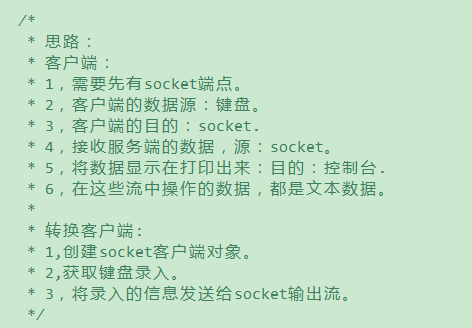 /*
* 思路：
* 客户端：
* 1，需要先有socket端点。
* 2，客户端的数据源：键盘。
* 3，客户端的目的：socket.
* 4，接收服务端的数据，源：socket。
* 5，将数据显示在打印出来：目的：控制台.
* 6，在这些流中操作的数据，都是文本数据。
*
* 转换客户端:
* 1,创建socket客户端对象。
* 2,获取键盘录入。
* 3，将录入的信息发送给socket输出流。
*/